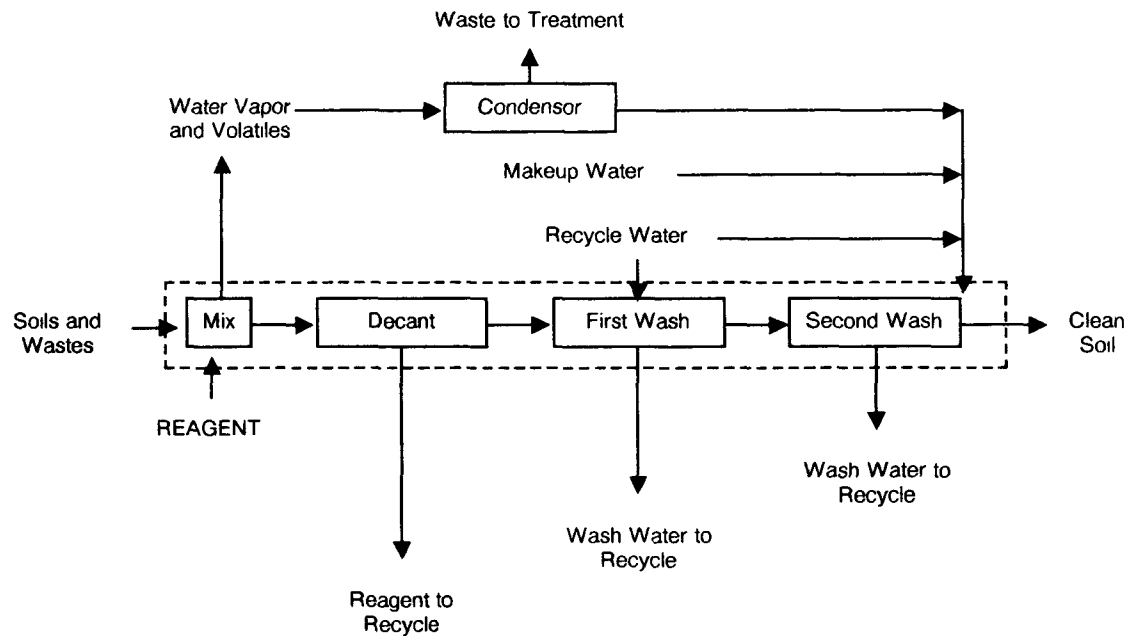 Waste to Treatment
Water Vapor
and Volatiles
Condensor
Makeup Water
Recycle Water
Soils and
Wastes
Mix
Decant
First Wash
Second Wash
Clean
Soil
REAGENT
Wash Water to
Recycle
Wash Water to
Recycle
Reagent to
Recycle